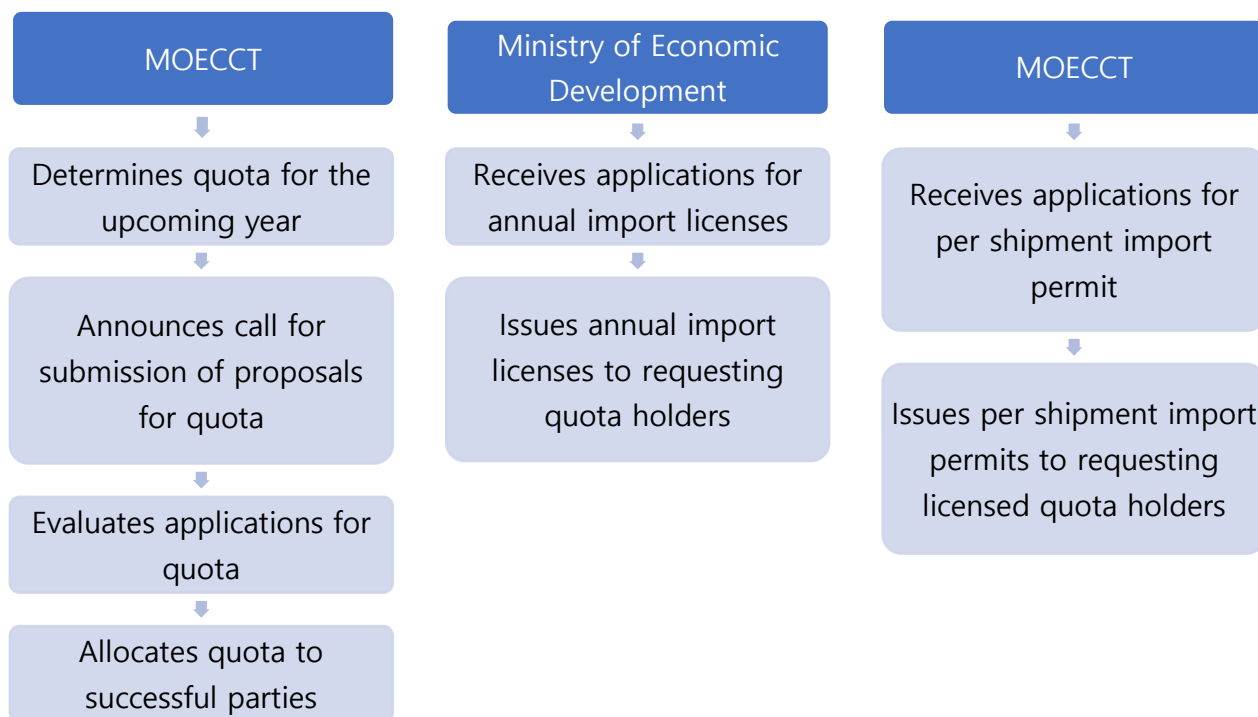 MOECCT
Determines quota for the
upcoming year
Announces call for
submission of proposals
for quota
Evaluates applications for
quota
Allocates quota to
successful parties
Ministry of Economic
Development
Receives applications for
annual import licenses
Issues annual import
licenses to requesting
quota holders
MOECCT
Receives applications for
per shipment import
permit
Issues per shipment import
permits to requesting
licensed quota holders